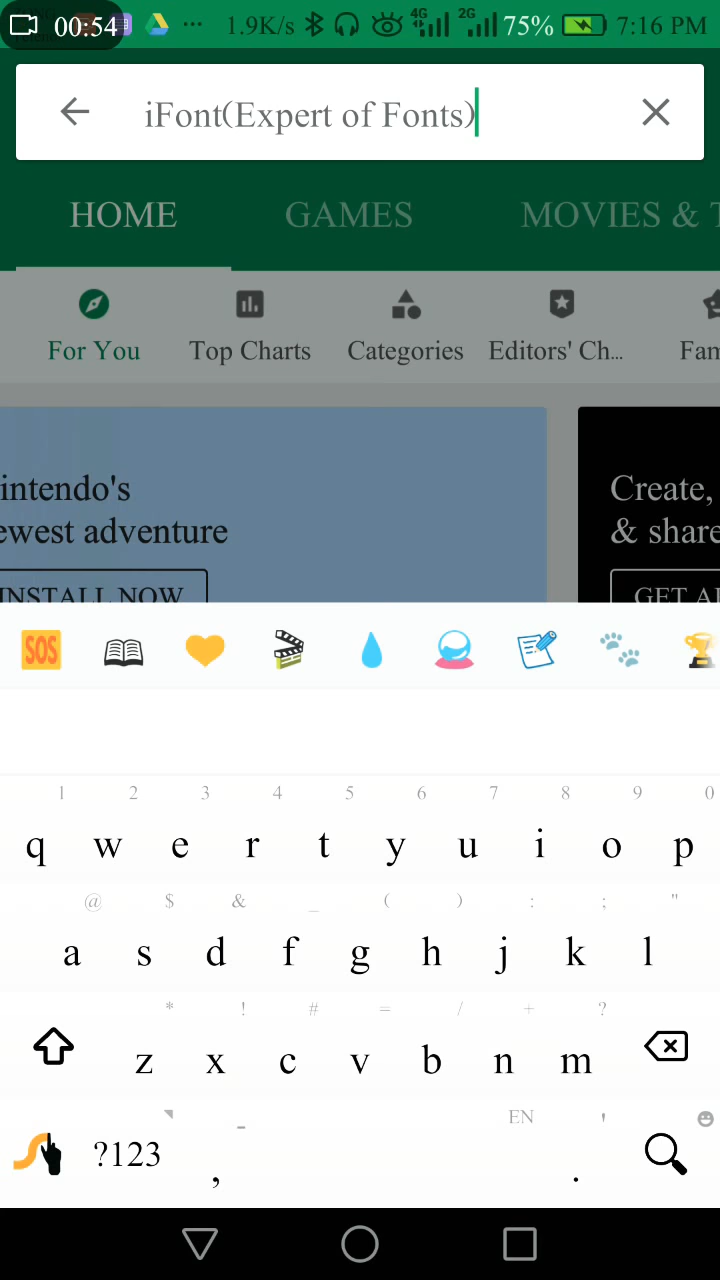 00:54 1.9K/s 4G 2G 75% 7:16 PM
iFont(Expert of Fonts)
HOME GAMES MOVIES & T
For You Top Charts Categories Editors' Ch... Fam
intendo's
ewest adventure
INSTALL NOW
Create,
& share
GET A
SOS
1 2 3 4 5 6 7 8 9 0
q w e r t y u i o p
@ $ & _ ( ) : ; "
a s d f g h j k l
* ! # = / + ?
z x c v b n m
- EN '
?123 , .